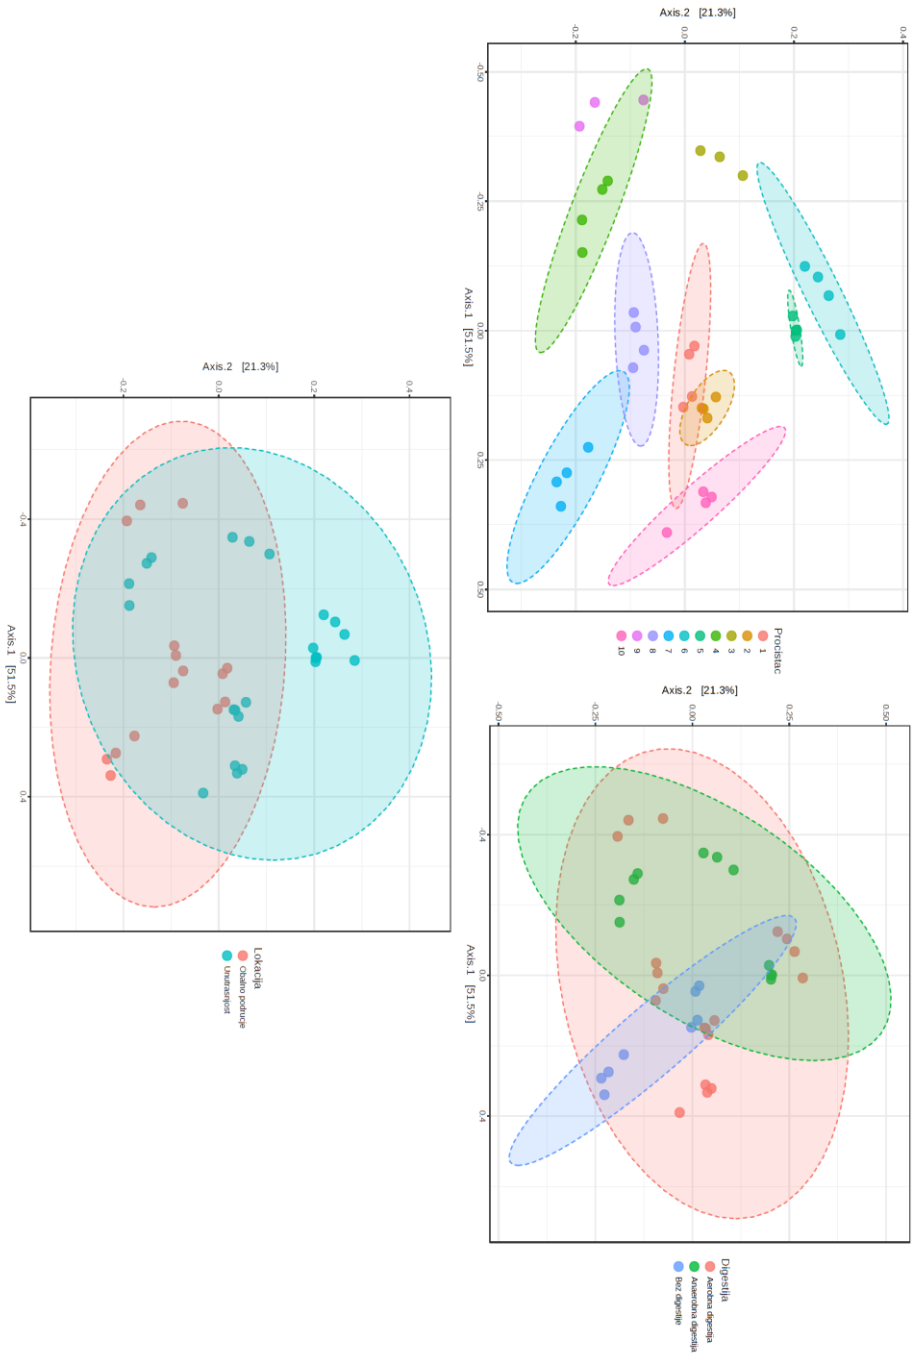 Axis.2 [21.3%]
-0.2
0.0
0.2
0.4
-0.50
-0.25
0.00
0.25
0.50
Axis.1 [51.5%]
Procistac
1
2
3
4
5
6
7
8
9
10
Axis.2 [21.3%]
-0.50
-0.25
0.00
0.25
0.50
-0.4
0.0
0.4
Axis.1 [51.5%]
Digestija
Aerobna digestija
Anaerobna digestija
Bez digestije
Axis.2 [21.3%]
-0.2
0.0
0.2
0.4
-0.4
0.0
0.4
Axis.1 [51.5%]
Lokacija
Obalno podrucje
Unutrasnjost